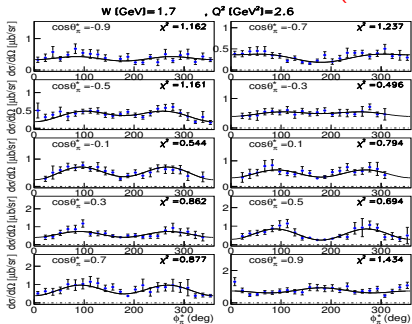 W [GeV]=1.7 , Q² [GeV²]=2.6
cosθ*π=-0.9 χ²=1.162
cosθ*π=-0.7 χ²=1.237
cosθ*π=-0.5 χ²=1.161
cosθ*π=-0.3 χ²=0.496
cosθ*π=-0.1 χ²=0.544
cosθ*π=0.1 χ²=0.794
cosθ*π=0.3 χ²=0.862
cosθ*π=0.5 χ²=0.694
cosθ*π=0.7 χ²=0.877
cosθ*π=0.9 χ²=1.434
dσ/dΩ [μb/sr]
dσ/dΩ [μb/sr]
dσ/dΩ [μb/sr]
dσ/dΩ [μb/sr]
dσ/dΩ [μb/sr]
0 100 200 300
0 100 200 300
φ*π (deg)
φ*π (deg)